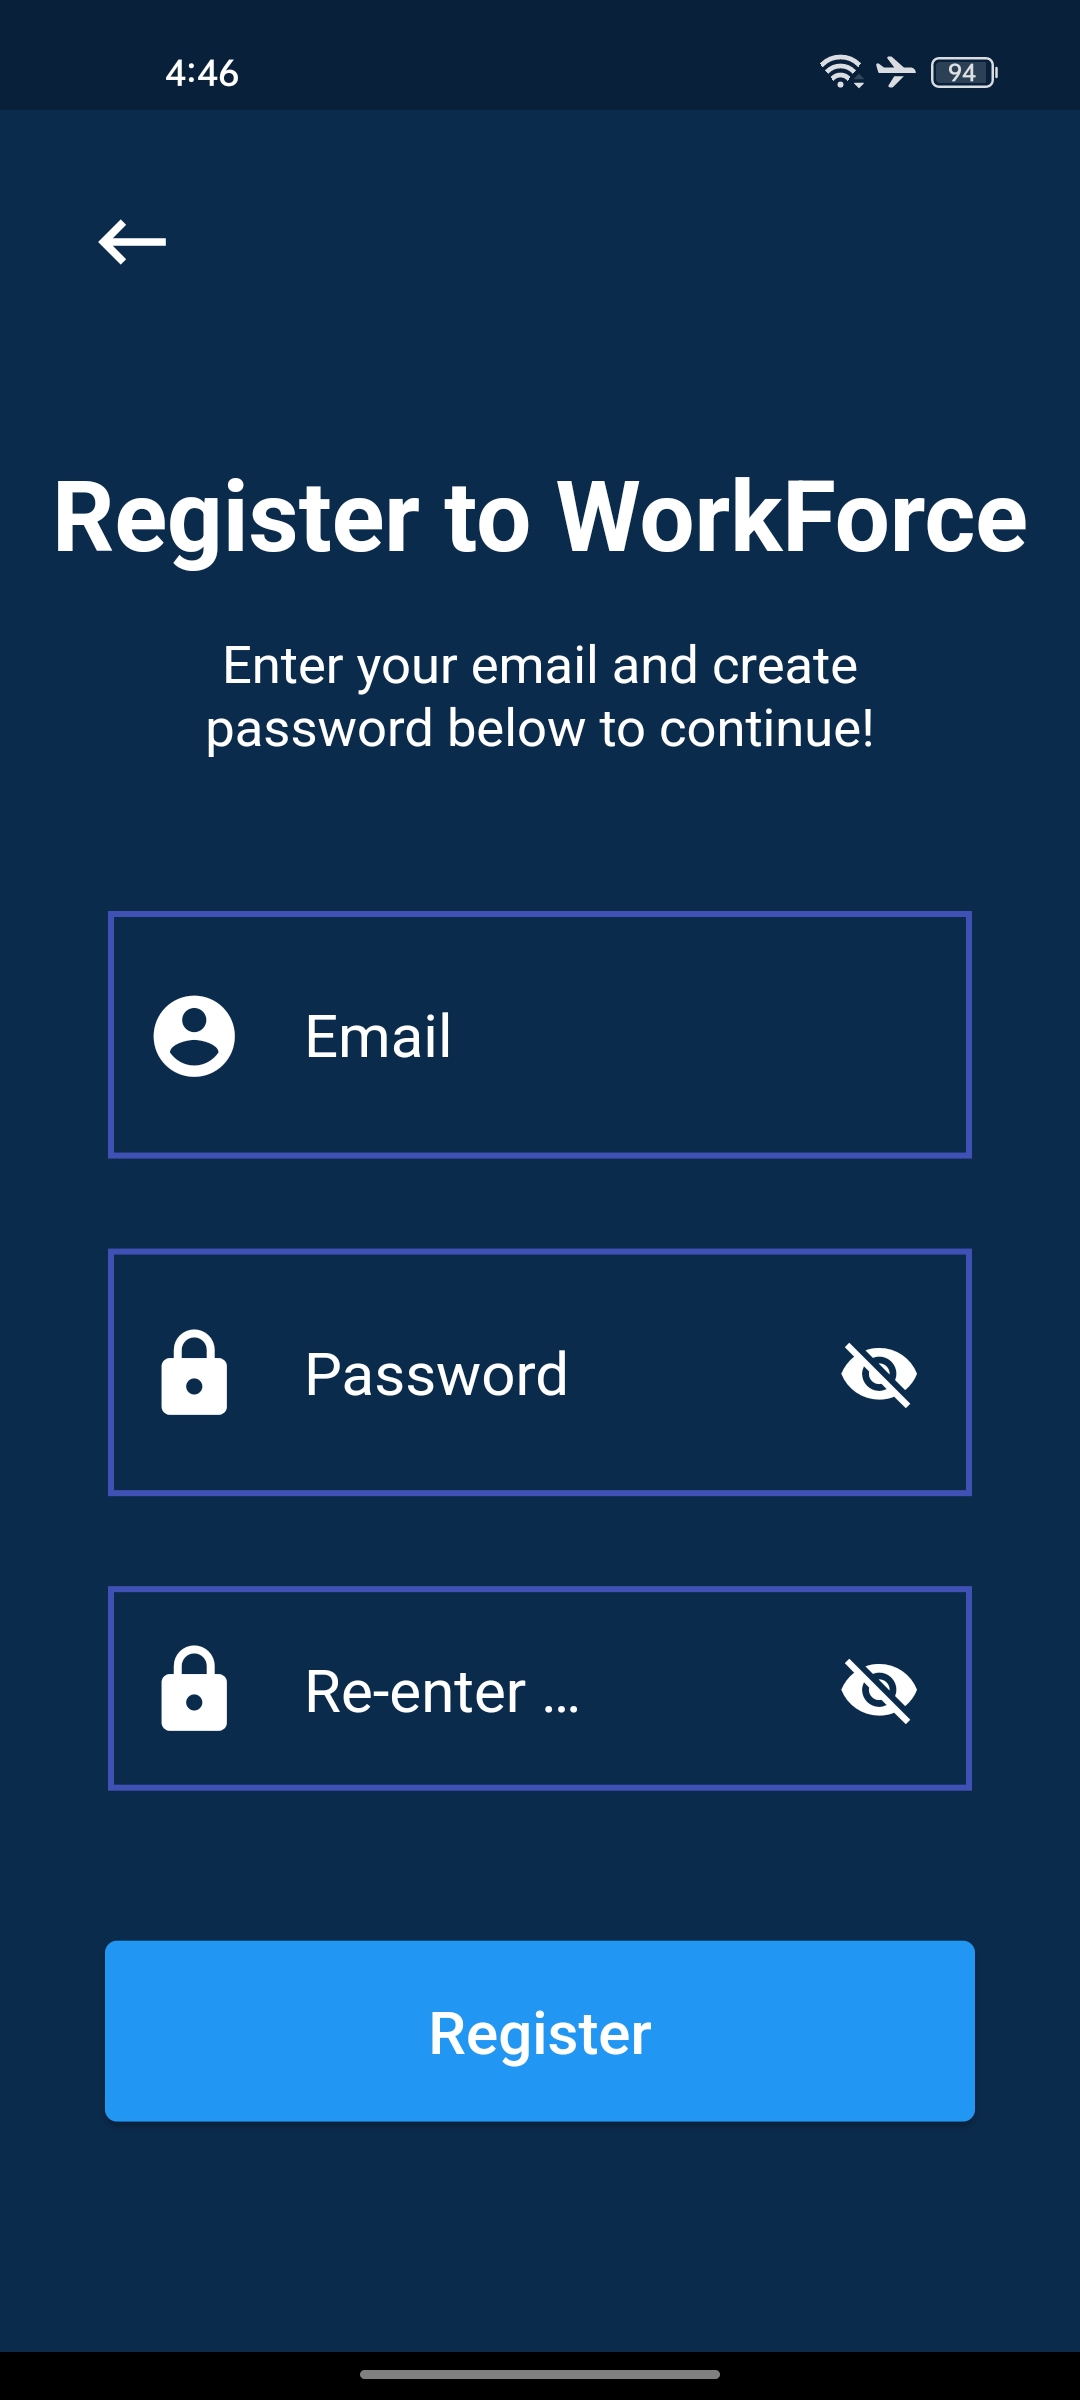 4:46
94
Register to WorkForce
Enter your email and create
password below to continue!
Email
Password
Re-enter ...
Register